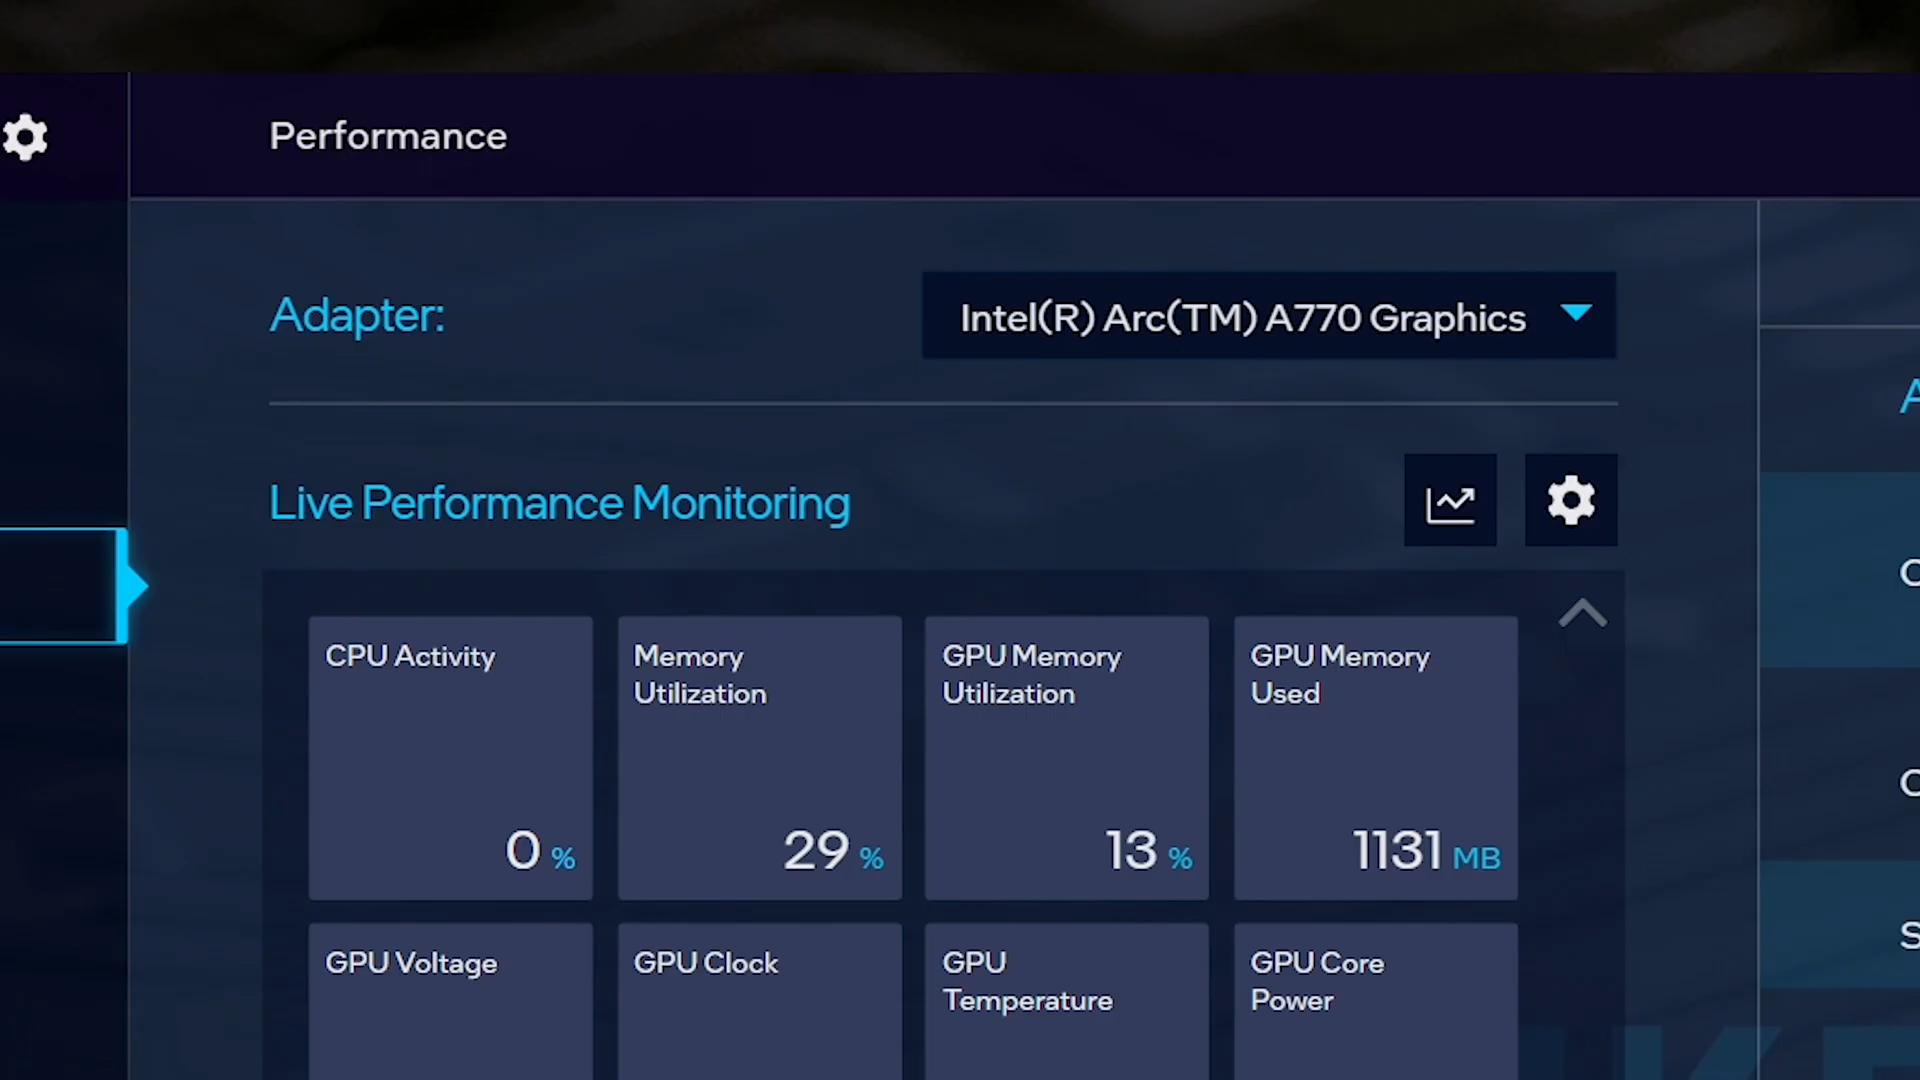 Performance
Adapter:
Intel(R) Arc(TM) A770 Graphics
Live Performance Monitoring
CPU Activity
0 %
Memory
Utilization
29 %
GPU Memory
Utilization
13 %
GPU Memory
Used
1131 MB
GPU Voltage
GPU Clock
GPU
Temperature
GPU Core
Power